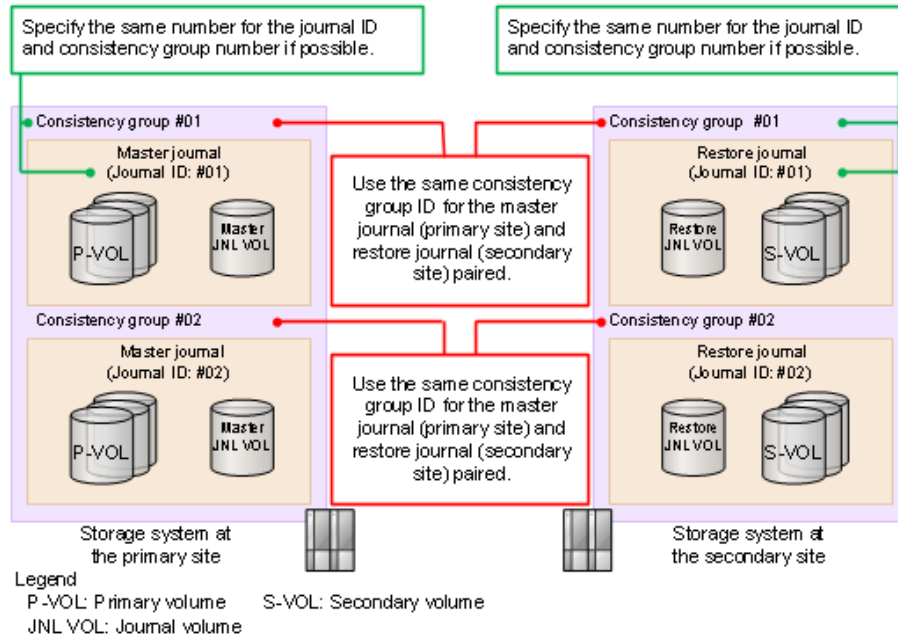 Specify the same number for the journal ID
and consistency group number if possible.
Specify the same number for the journal ID
and consistency group number if possible.
Consistency group #01
Master journal
(Journal ID: #01)
P-VOL
Master
JNL VOL
Use the same consistency
group ID for the master
journal (primary site) and
restore journal (secondary
site) paired.
Consistency group #01
Restore journal
(Journal ID: #01)
Restore
JNL VOL
S-VOL
Consistency group #02
Master journal
(Journal ID: #02)
P-VOL
Master
JNL VOL
Use the same consistency
group ID for the master
journal (primary site) and
restore journal (secondary
site) paired.
Consistency group #02
Restore journal
(Journal ID: #02)
Restore
JNL VOL
S-VOL
Storage system at
the primary site
Storage system at
the secondary site
Legend
P-VOL: Primary volume S-VOL: Secondary volume
JNL VOL: Journal volume